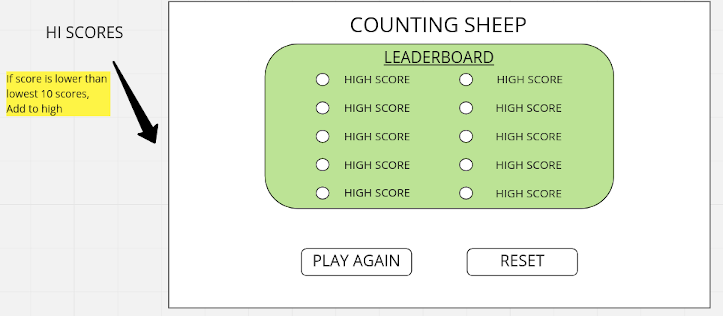 HI SCORES
If score is lower than
lowest 10 scores,
Add to high
COUNTING SHEEP
LEADERBOARD
HIGH SCORE HIGH SCORE
HIGH SCORE HIGH SCORE
HIGH SCORE HIGH SCORE
HIGH SCORE HIGH SCORE
HIGH SCORE HIGH SCORE
PLAY AGAIN RESET